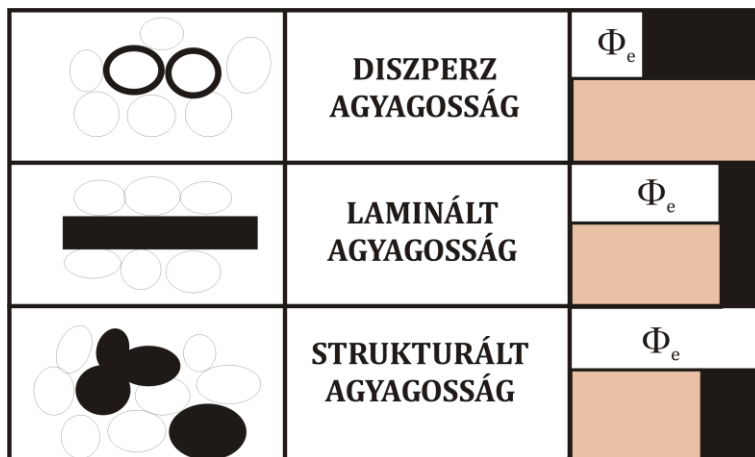 DISZPERZ
AGYAGOSSÁG
Φe
LAMINÁLT
AGYAGOSSÁG
Φe
STRUKTURÁLT
AGYAGOSSÁG
Φe